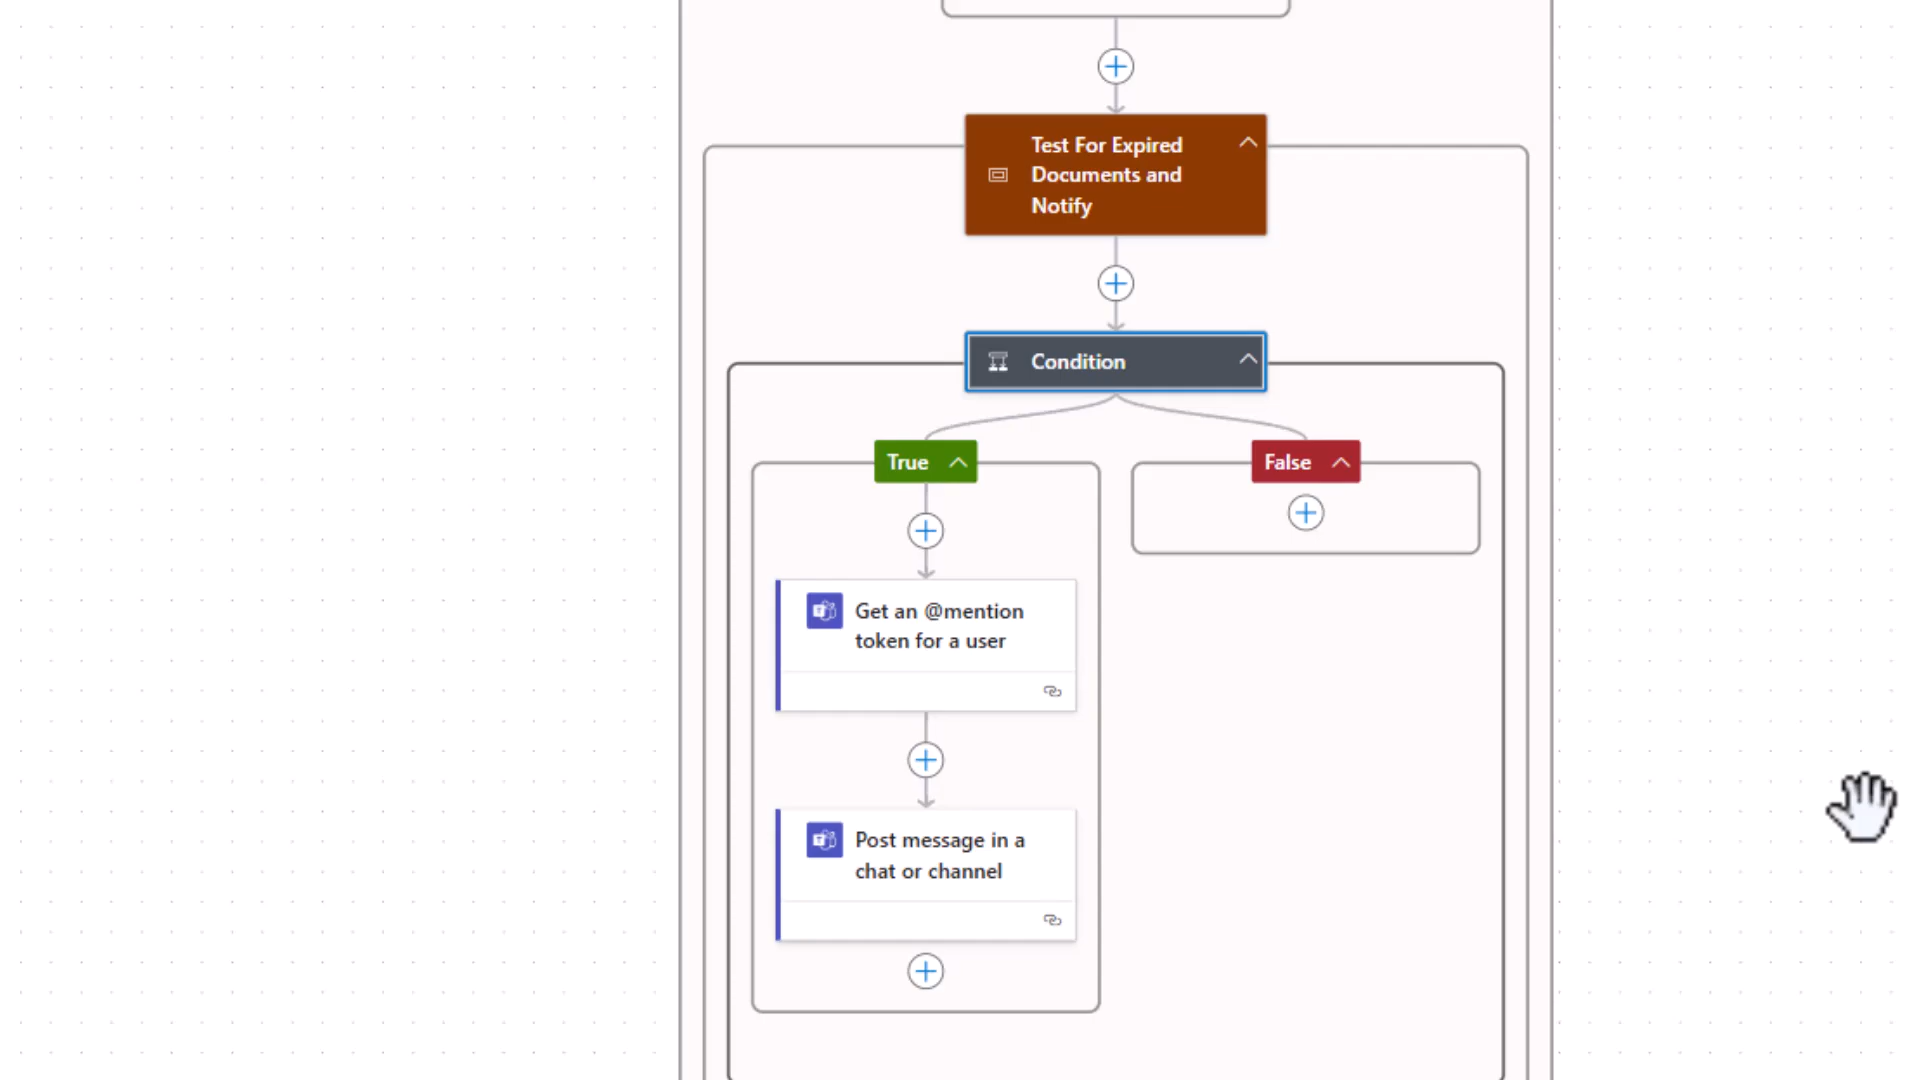 Test For Expired
Documents and
Notify
Condition
True
False
Get an @mention
token for a user
Post message in a
chat or channel